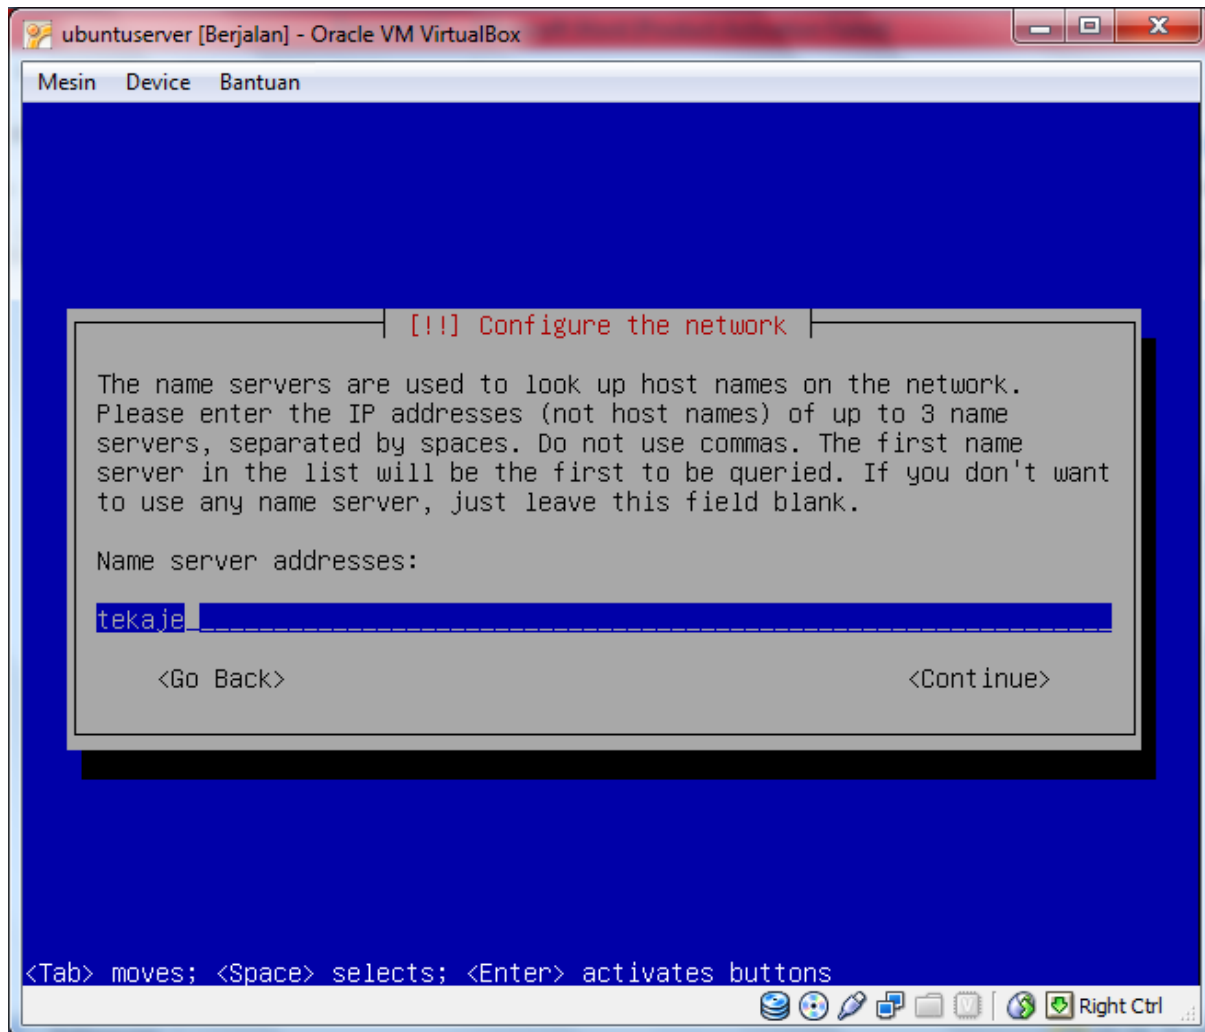 ubuntuserver [Berjalan] - Oracle VM VirtualBox
Mesin Device Bantuan
[!!] Configure the network
The name servers are used to look up host names on the network.
Please enter the IP addresses (not host names) of up to 3 name
servers, separated by spaces. Do not use commas. The first name
server in the list will be the first to be queried. If you don't want
to use any name server, just leave this field blank.
Name server addresses:
tekaje
<Go Back> <Continue>
<Tab> moves; <Space> selects; <Enter> activates buttons
Right Ctrl